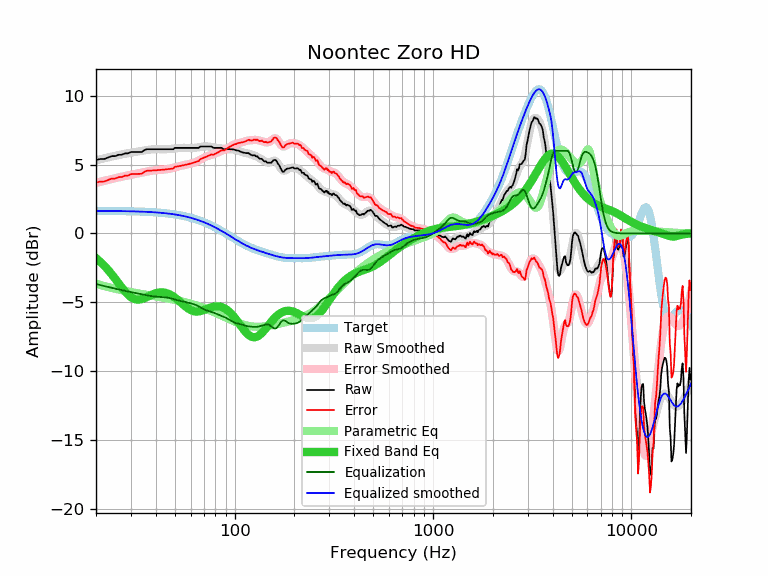 Noontec Zoro HD
Amplitude (dBr)
10
5
0
−5
−10
−15
−20
Target
Raw Smoothed
Error Smoothed
Raw
Error
Parametric Eq
Fixed Band Eq
Equalization
Equalized smoothed
100
1000
10000
Frequency (Hz)